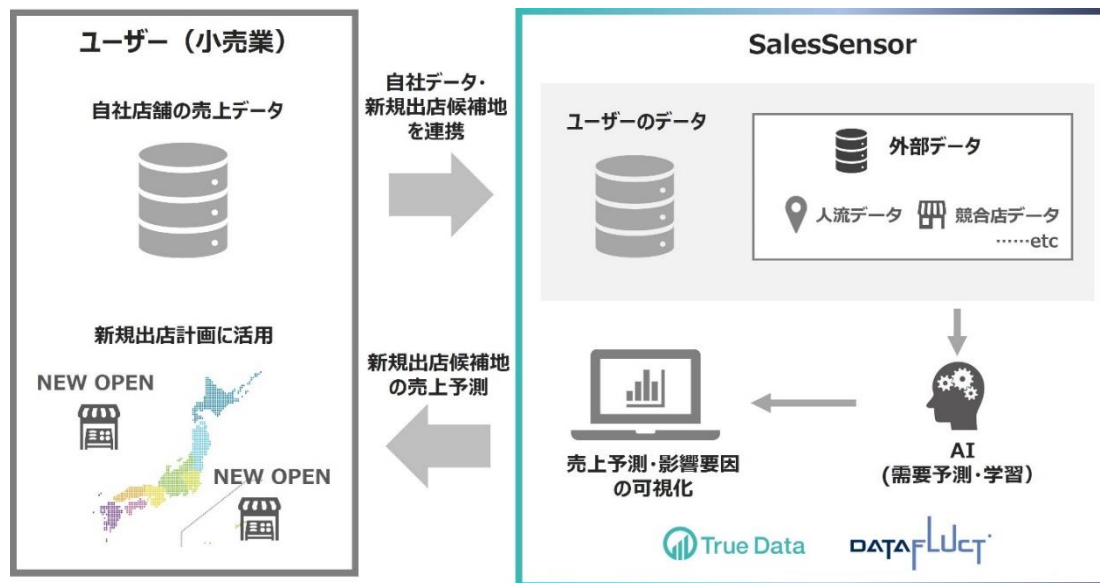 ユーザー（小売業）
自社店舗の売上データ
新規出店計画に活用
NEW OPEN
NEW OPEN
自社データ・
新規出店候補地
を連携
新規出店候補地
の売上予測
SalesSensor
ユーザーのデータ
外部データ
人流データ
競合店データ
……etc
AI
(需要予測・学習）
売上予測・影響要因
の可視化
True Data
DATAFLUCT